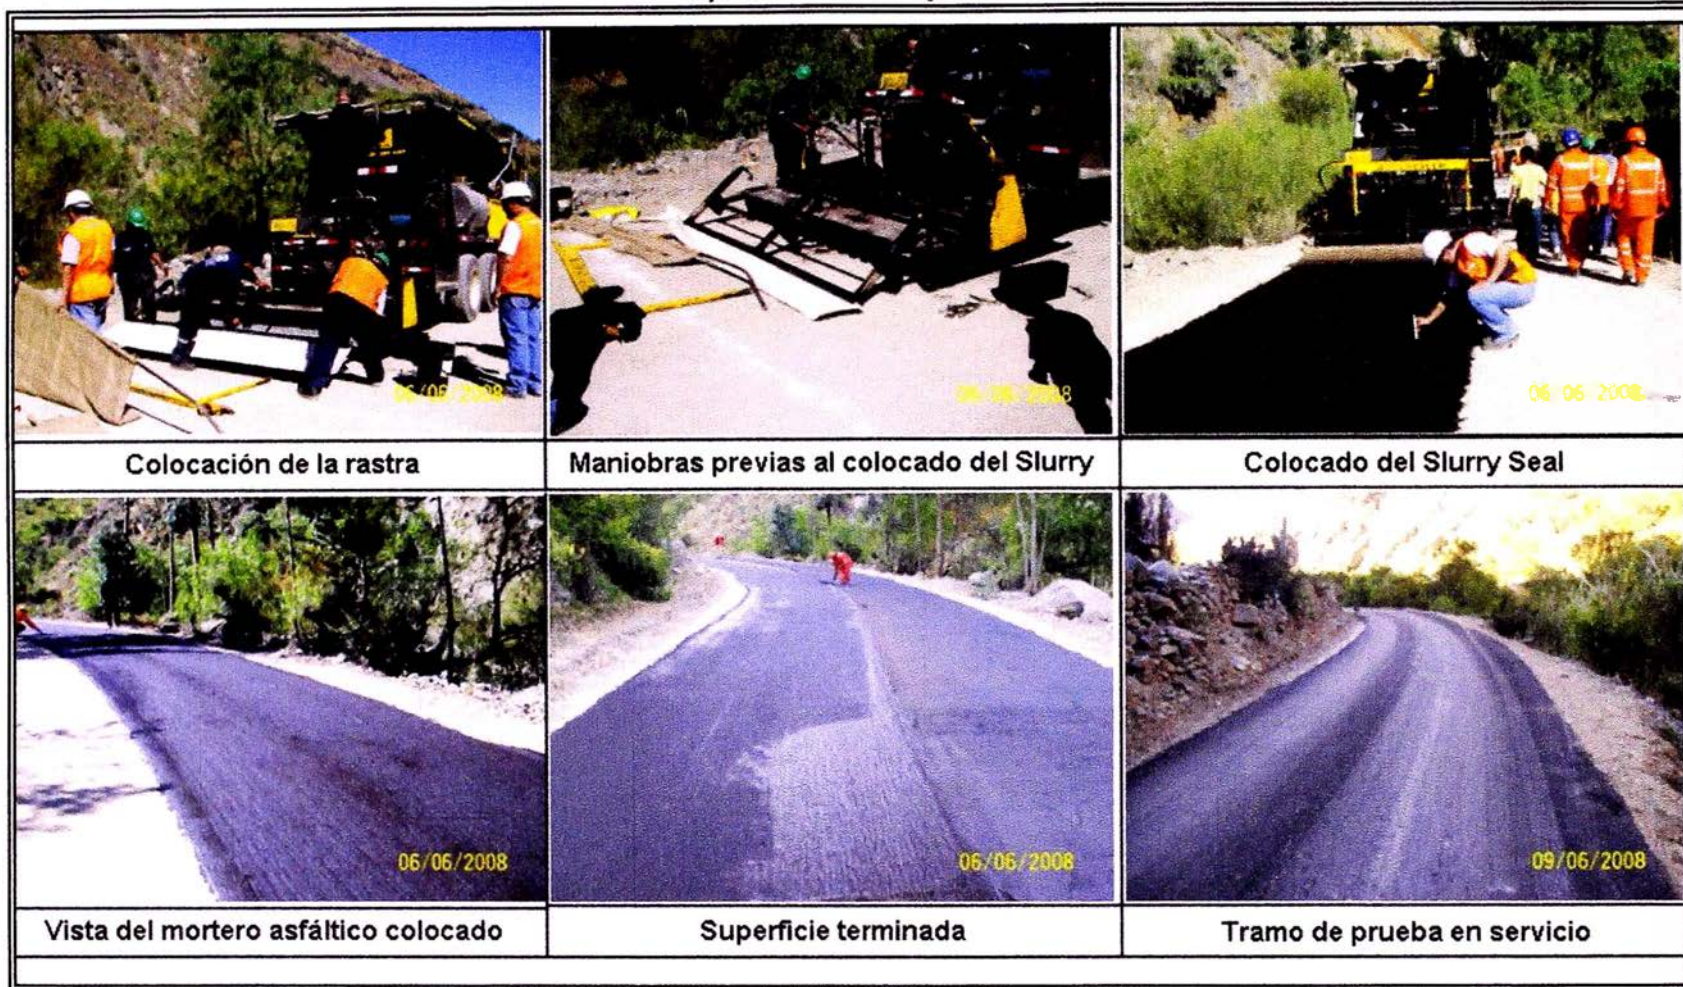 06/06/2008
06/06/2008
06/06/2008
Colocación de la rastra
Maniobras previas al colocado del Slurry
Colocado del Slurry Seal
06/06/2008
06/06/2008
09/06/2008
Vista del mortero asfáltico colocado
Superficie terminada
Tramo de prueba en servicio